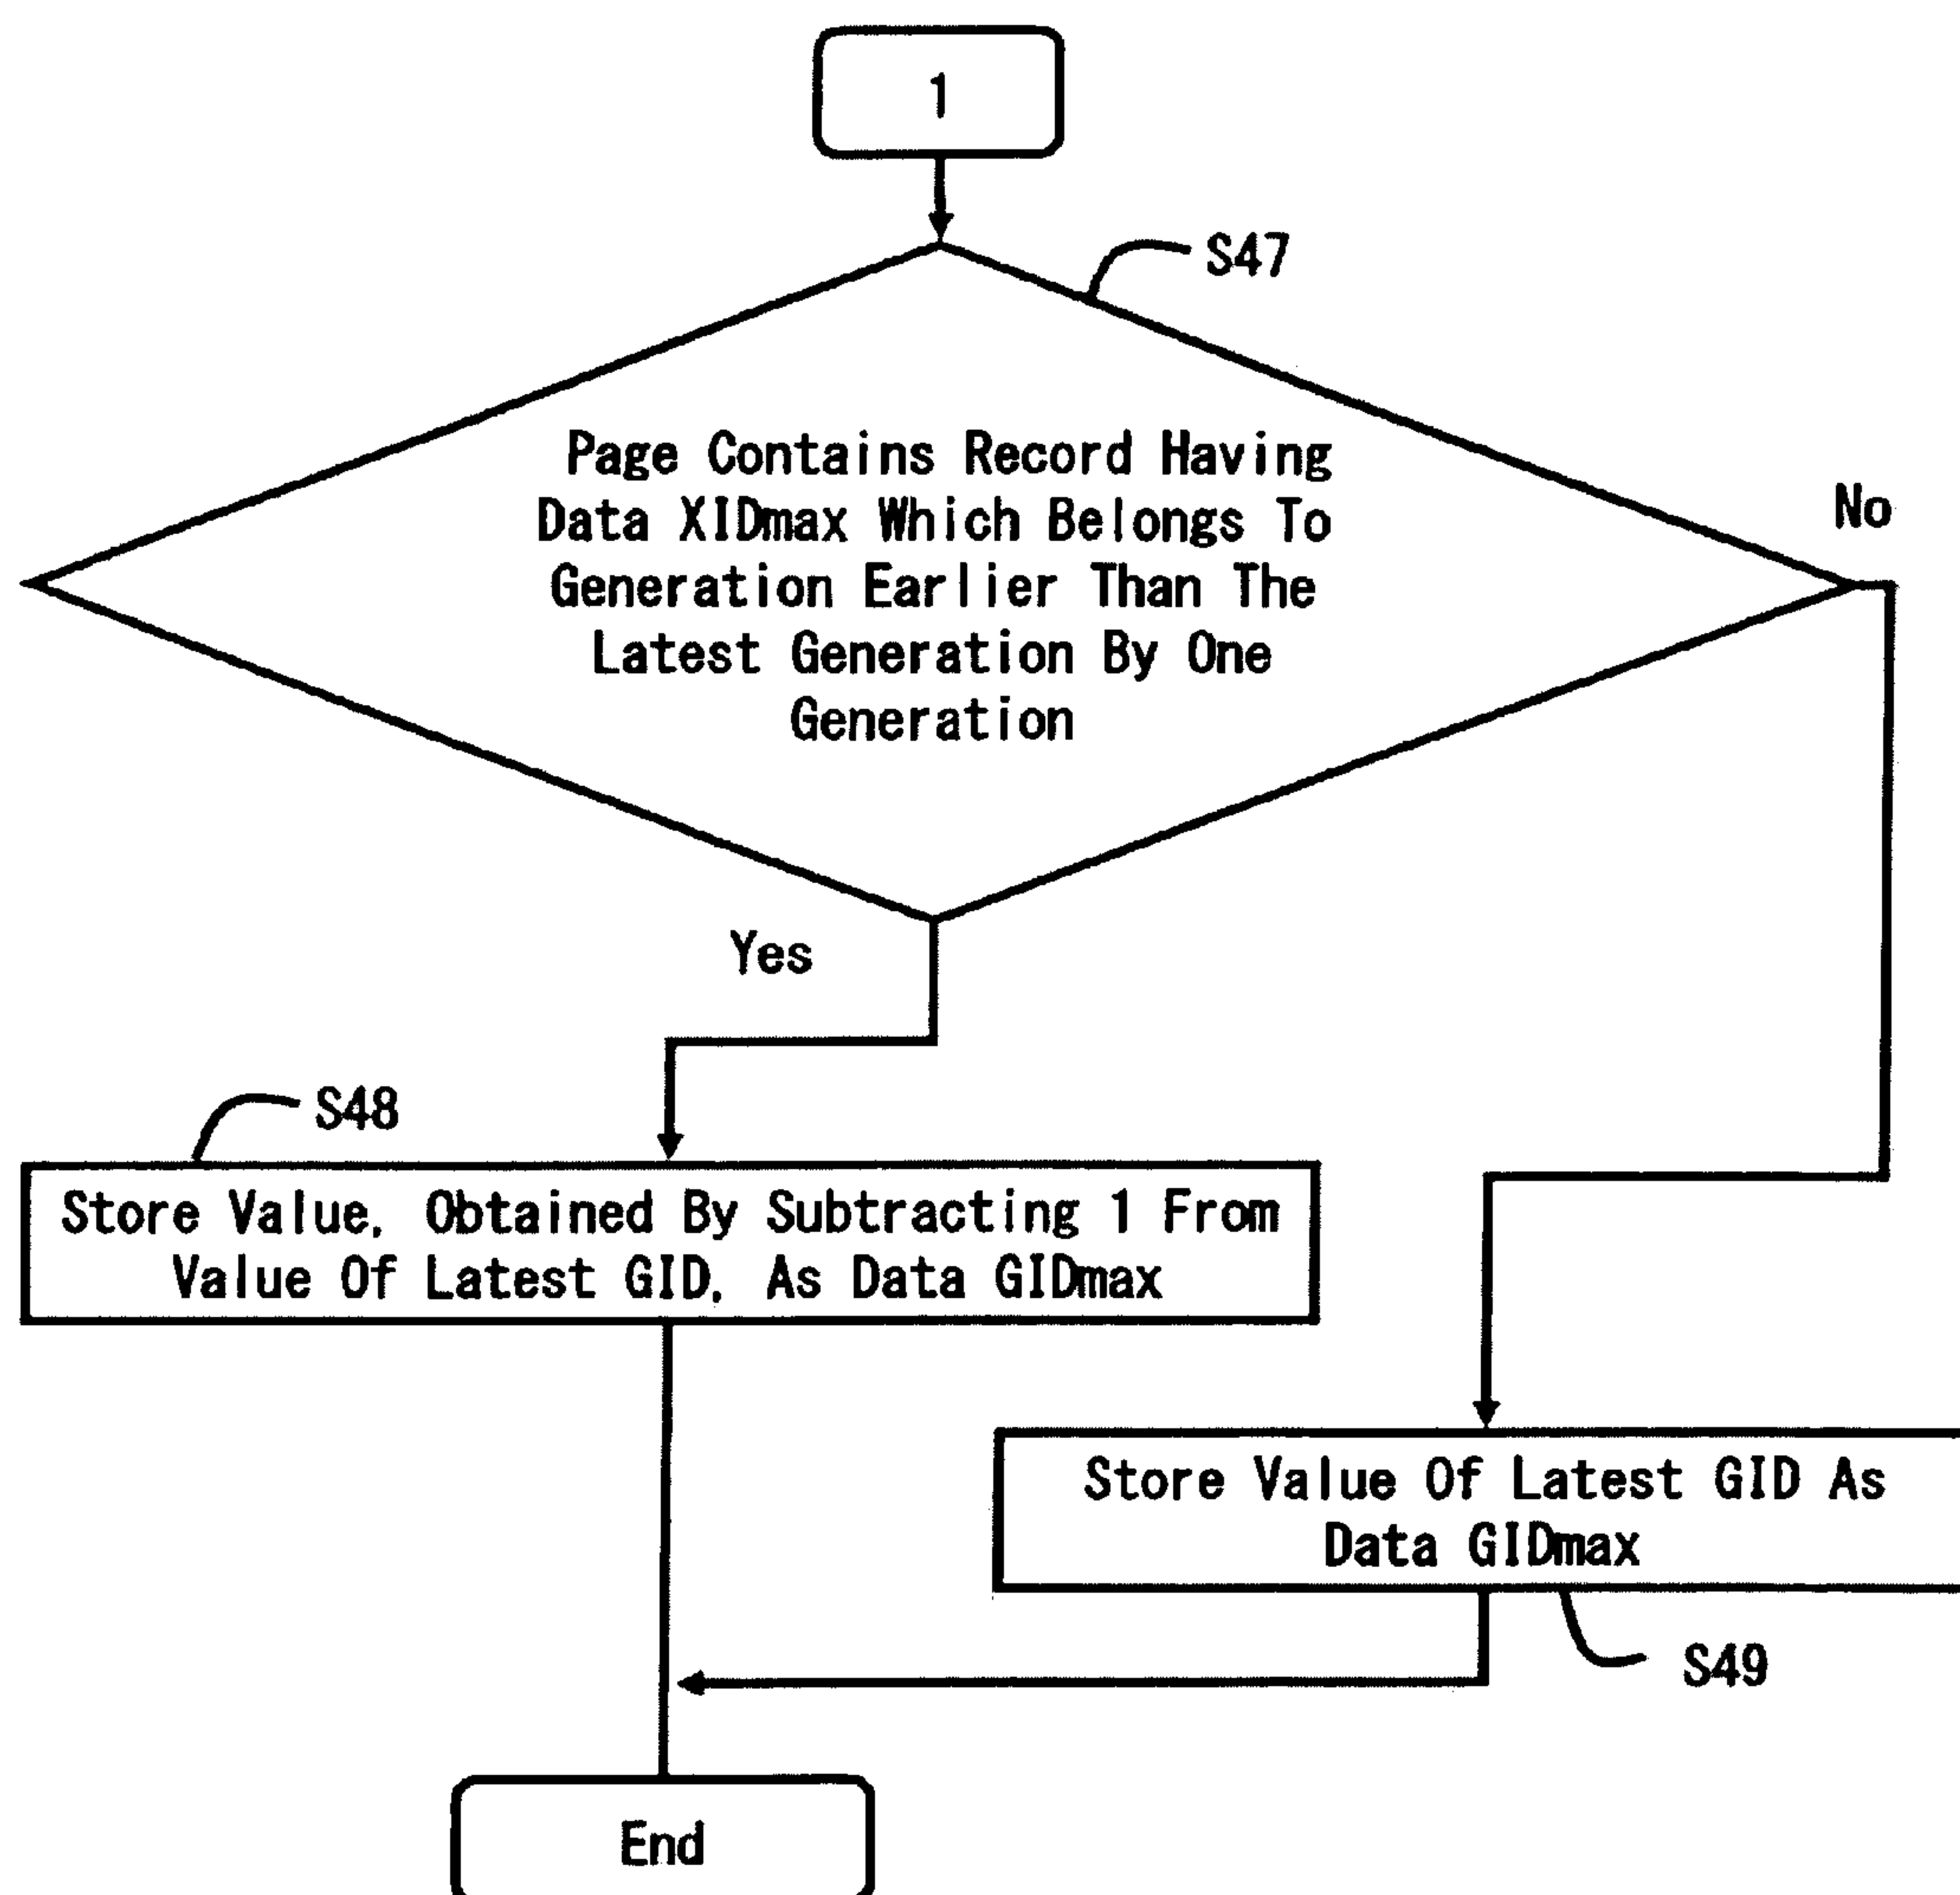 1
S47
Page Contains Record Having
Data XIDmax Which Belongs To
Generation Earlier Than The
Latest Generation By One
Generation
No
Yes
S48
Store Value, Obtained By Subtracting 1 From
Value Of Latest GID, As Data GIDmax
Store Value Of Latest GID As
Data GIDmax
S49
End